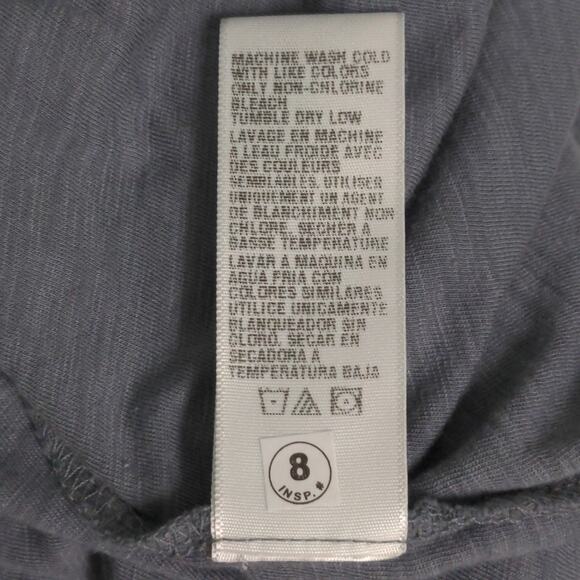 MACHINE WASH COLD
WITH LIKE COLORS
ONLY NON-CHLORINE
BLEACH
TUMBLE DRY LOW
LAVAGE EN MACHINE
A LEAU FROIDE AVEC
DES COULEURS
SEMBLABLES. UTILISER
UNIQUEMENT UN AGENT
DE BLANCHIMENT NON
CHLORE, SECHER A
BASSE TEMPERATURE
LAVAR A MAQUINA EN
AGUA FRIA CON
COLORES SIMILARES
UTILICE UNICAMENTE
BLANQUEADOR SIN
CLORO, SECAR EN
SECADORA A
TEMPERATURA BAJA
8
INSP. #